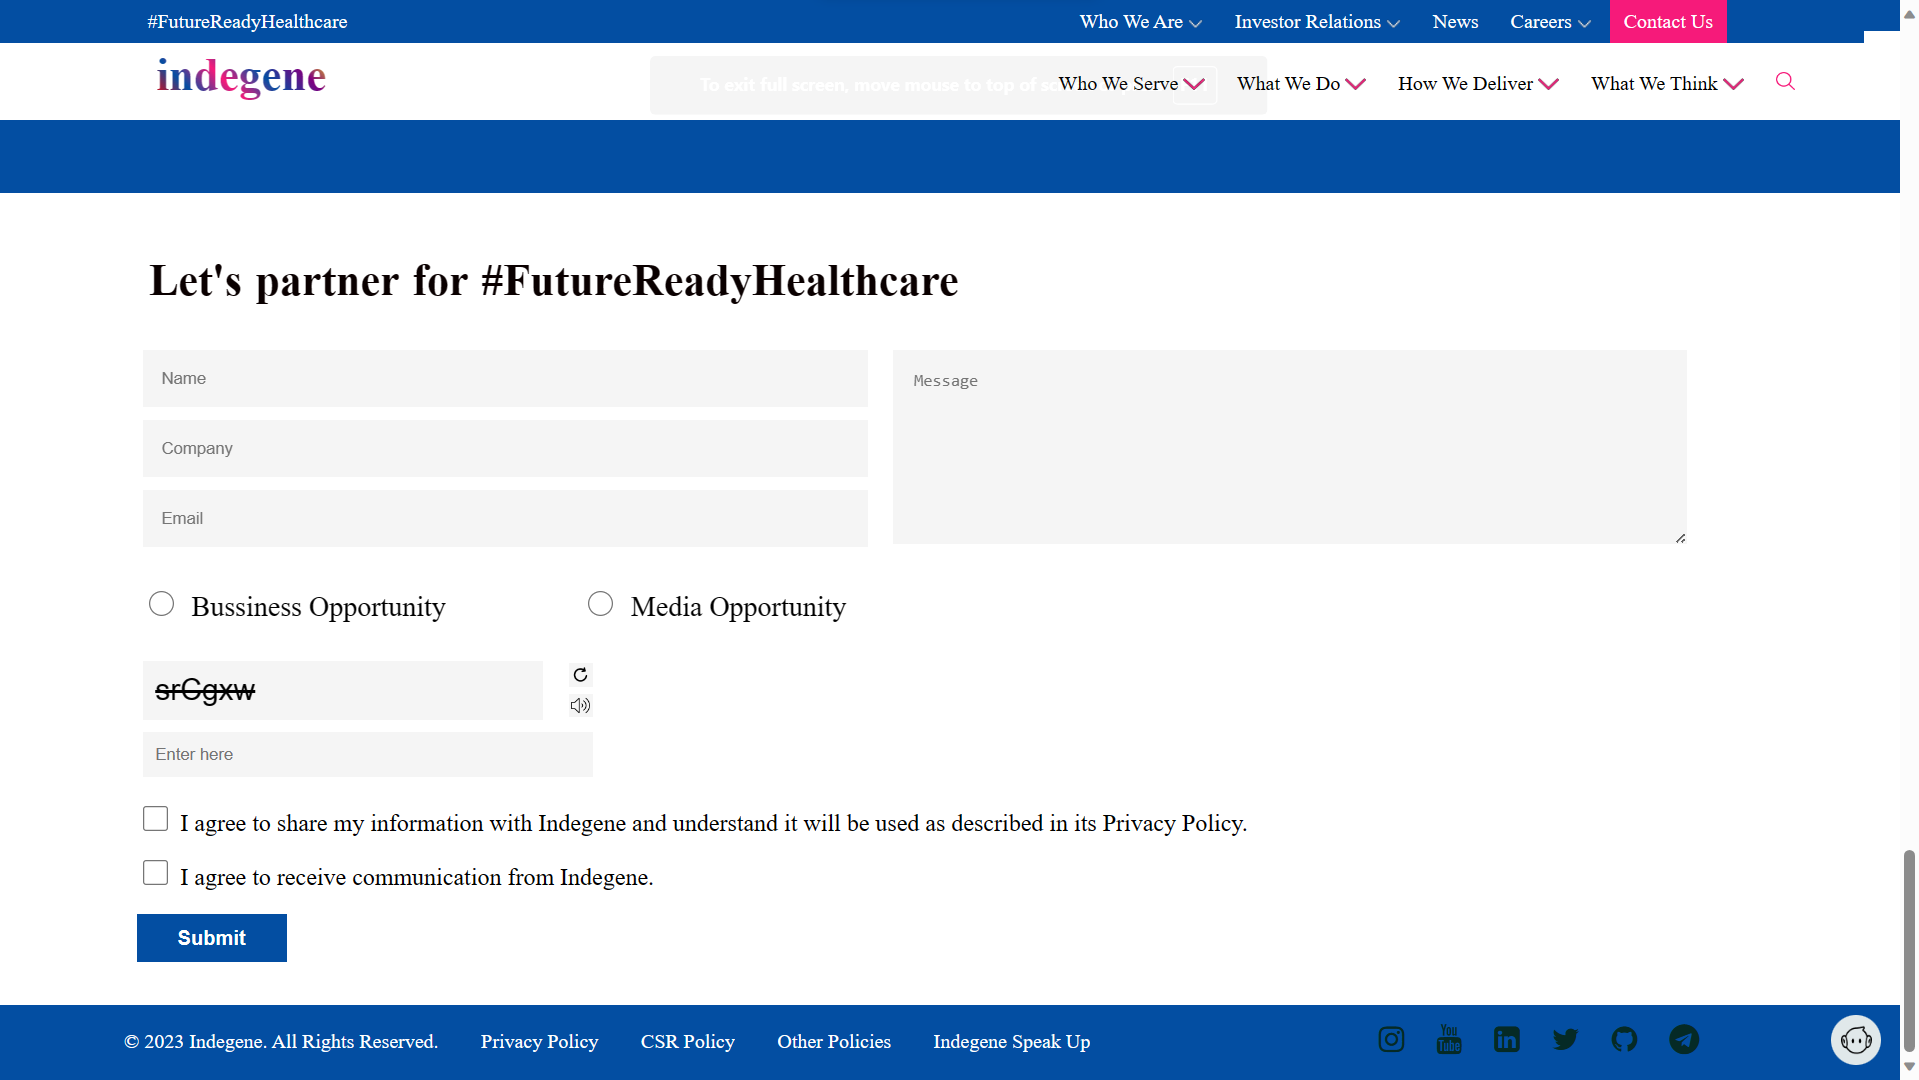 #FutureReadyHealthcare
Who We Are
Investor Relations
News
Careers
Contact Us
indegene
To exit full screen, move mouse to top of
Who We Serve
What We Do
How We Deliver
What We Think
Let's partner for #FutureReadyHealthcare
Name
Message
Company
Email
Bussiness Opportunity
Media Opportunity
srCgxw
Enter here
I agree to share my information with Indegene and understand it will be used as described in its Privacy Policy.
I agree to receive communication from Indegene.
Submit
© 2023 Indegene. All Rights Reserved.
Privacy Policy
CSR Policy
Other Policies
Indegene Speak Up
You
Tube
in